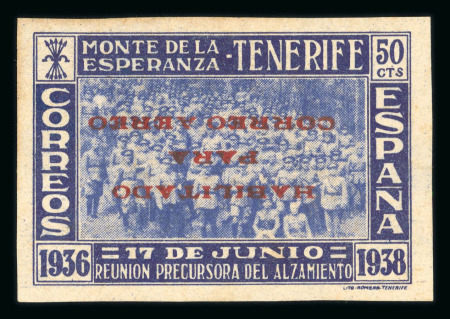 MONTE DE LA
ESPERANZA - TENERIFE
50
CTS
CORREOS
ESPAÑA
HABILITADO
PARA
CORREO AEREO
1936
=17 DE JUNIO=
REUNION PRECURSORA DEL ALZAMIENTO
1938
LITO-ROMERO-TENERIFE